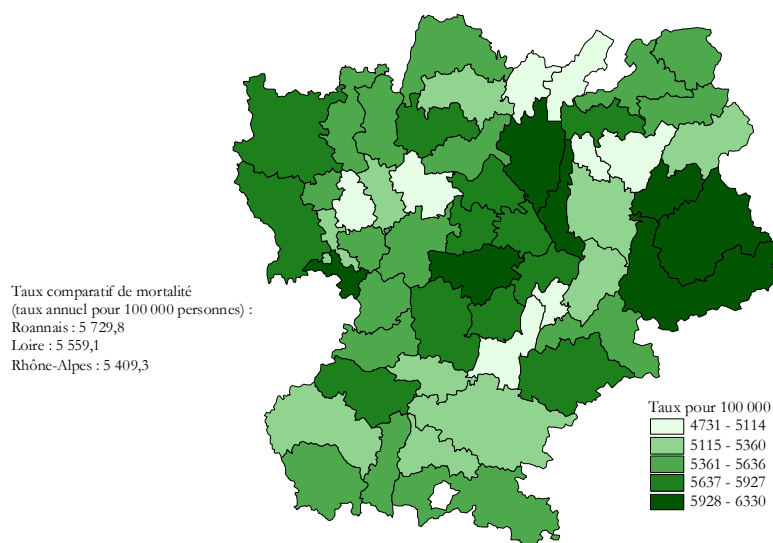 Taux comparatif de mortalité
(taux annuel pour 100 000 personnes) :
Roannais : 5 729,8
Loire : 5 559,1
Rhône-Alpes : 5 409,3
Taux pour 100 000
4731 - 5114
5115 - 5360
5361 - 5636
5637 - 5927
5928 - 6330